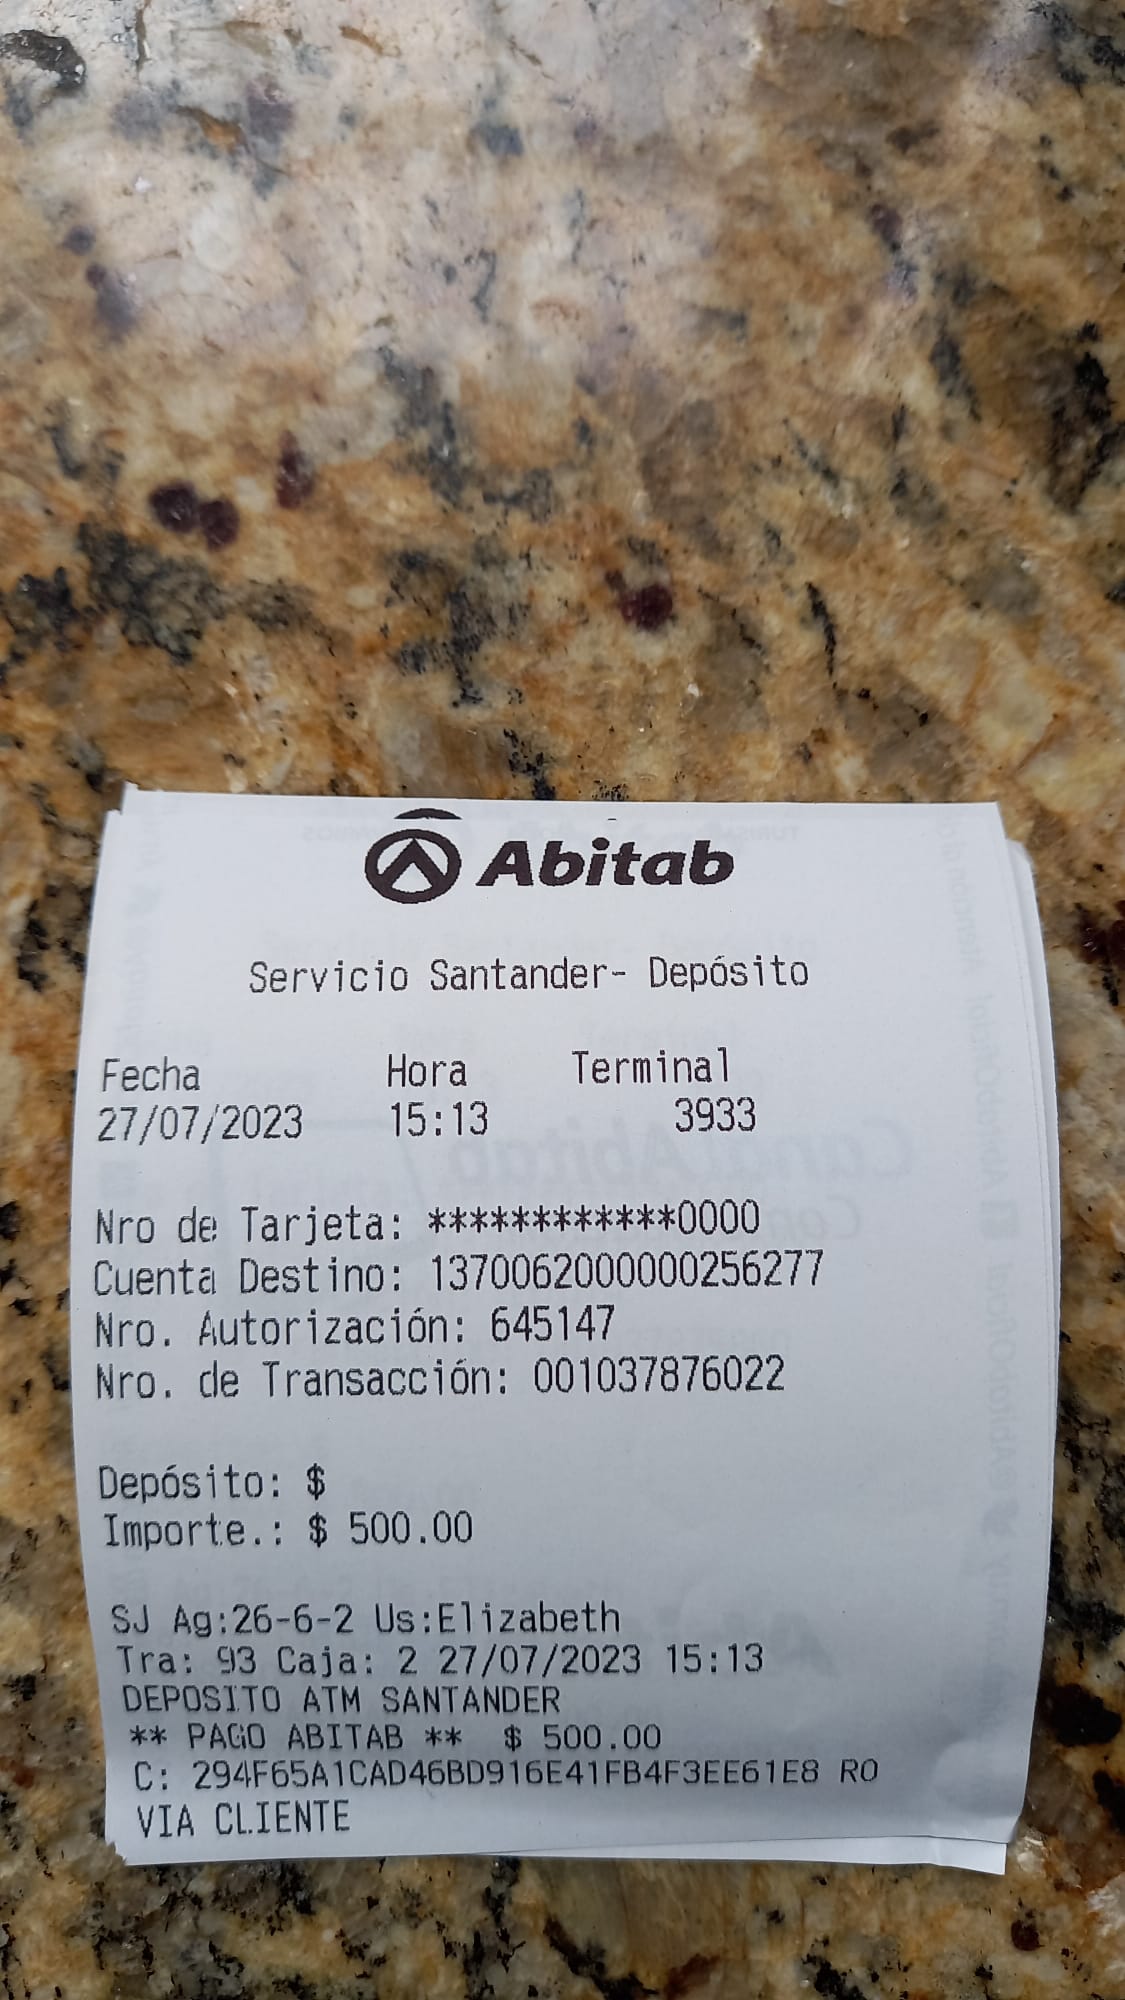 Abitab
Servicio Santander- Depósito
Fecha Hora Terminal
27/07/2023 15:13 3933
Nro de Tarjeta: ************0000
Cuenta Destino: 1370062000000256277
Nro. Autorización: 645147
Nro. de Transacción: 001037876022
Depósito: $
Importe.: $ 500.00
SJ Ag:26-6-2 Us:Elizabeth
Tra: 93 Caja: 2 27/07/2023 15:13
DEPOSITO ATM SANTANDER
** PAGO ABITAB ** $ 500.00
C: 294F65A1CAD46BD916E41FB4F3EE61E8 RO
VIA CLIENTE